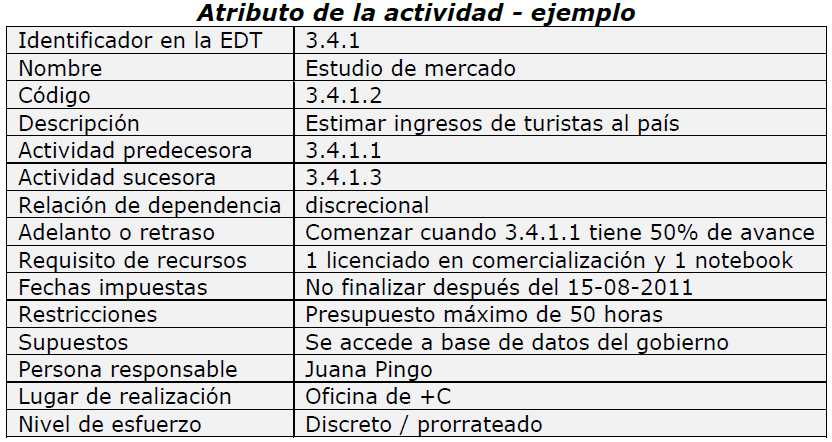 Atributo de la actividad - ejemplo
Identificador en la EDT 3.4.1
Nombre Estudio de mercado
Código 3.4.1.2
Descripción Estimar ingresos de turistas al país
Actividad predecesora 3.4.1.1
Actividad sucesora 3.4.1.3
Relación de dependencia discrecional
Adelanto o retraso Comenzar cuando 3.4.1.1 tiene 50% de avance
Requisito de recursos 1 licenciado en comercialización y 1 notebook
Fechas impuestas No finalizar después del 15-08-2011
Restricciones Presupuesto máximo de 50 horas
Supuestos Se accede a base de datos del gobierno
Persona responsable Juana Pingo
Lugar de realización Oficina de +C
Nivel de esfuerzo Discreto / prorrateado